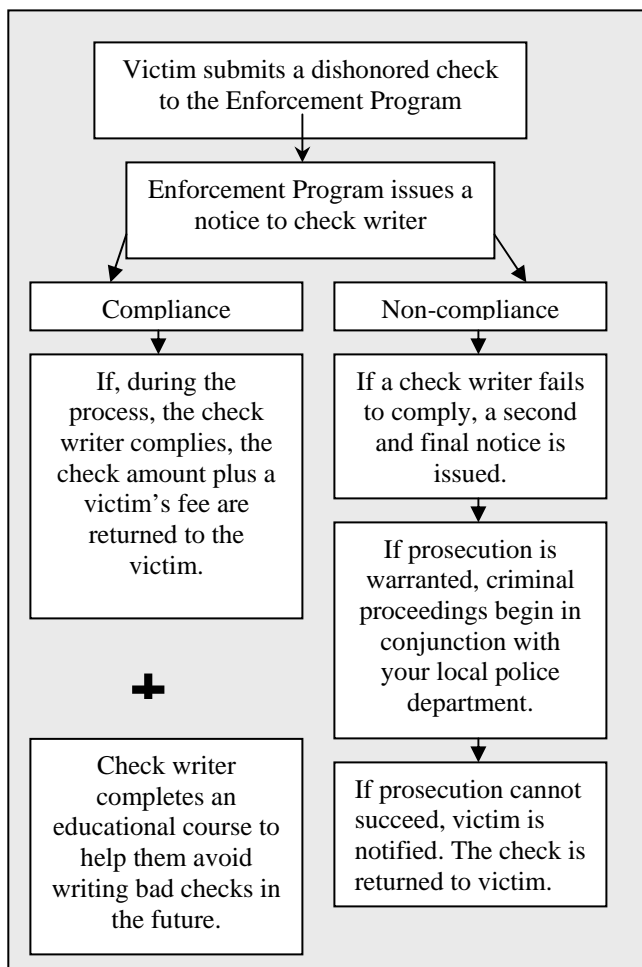 Victim submits a dishonored check
to the Enforcement Program
Enforcement Program issues a
notice to check writer
Compliance
If, during the
process, the check
writer complies, the
check amount plus a
victim’s fee are
returned to the
victim.
+
Check writer
completes an
educational course to
help them avoid
writing bad checks in
the future.
Non-compliance
If a check writer fails
to comply, a second
and final notice is
issued.
If prosecution is
warranted, criminal
proceedings begin in
conjunction with
your local police
department.
If prosecution cannot
succeed, victim is
notified. The check is
returned to victim.